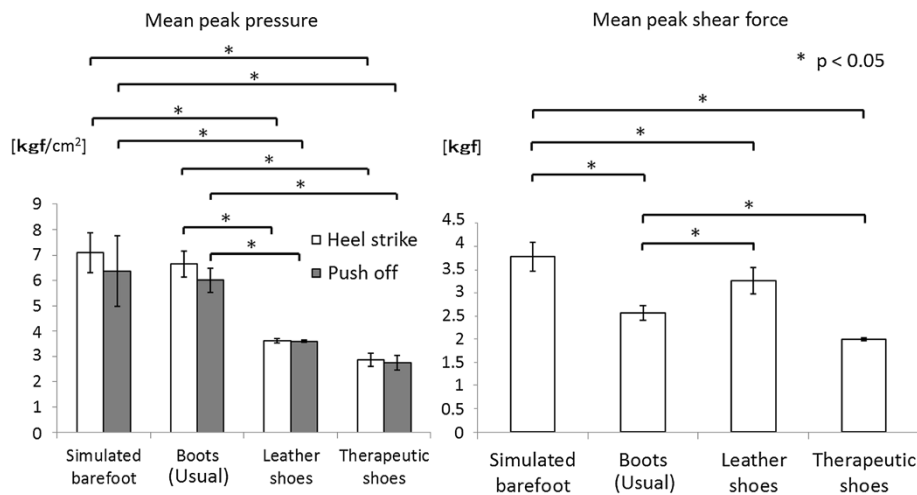 Mean peak pressure
*
*
*
*
*
*
*
*
[kgf/cm²]
9
8
7
6
5
4
3
2
1
0
Heel strike
Push off
Simulated barefoot
Boots (Usual)
Leather shoes
Therapeutic shoes
Mean peak shear force
* p < 0.05
*
*
*
*
*
[kgf]
4.5
4
3.5
3
2.5
2
1.5
1
0.5
0
Simulated barefoot
Boots (Usual)
Leather shoes
Therapeutic shoes